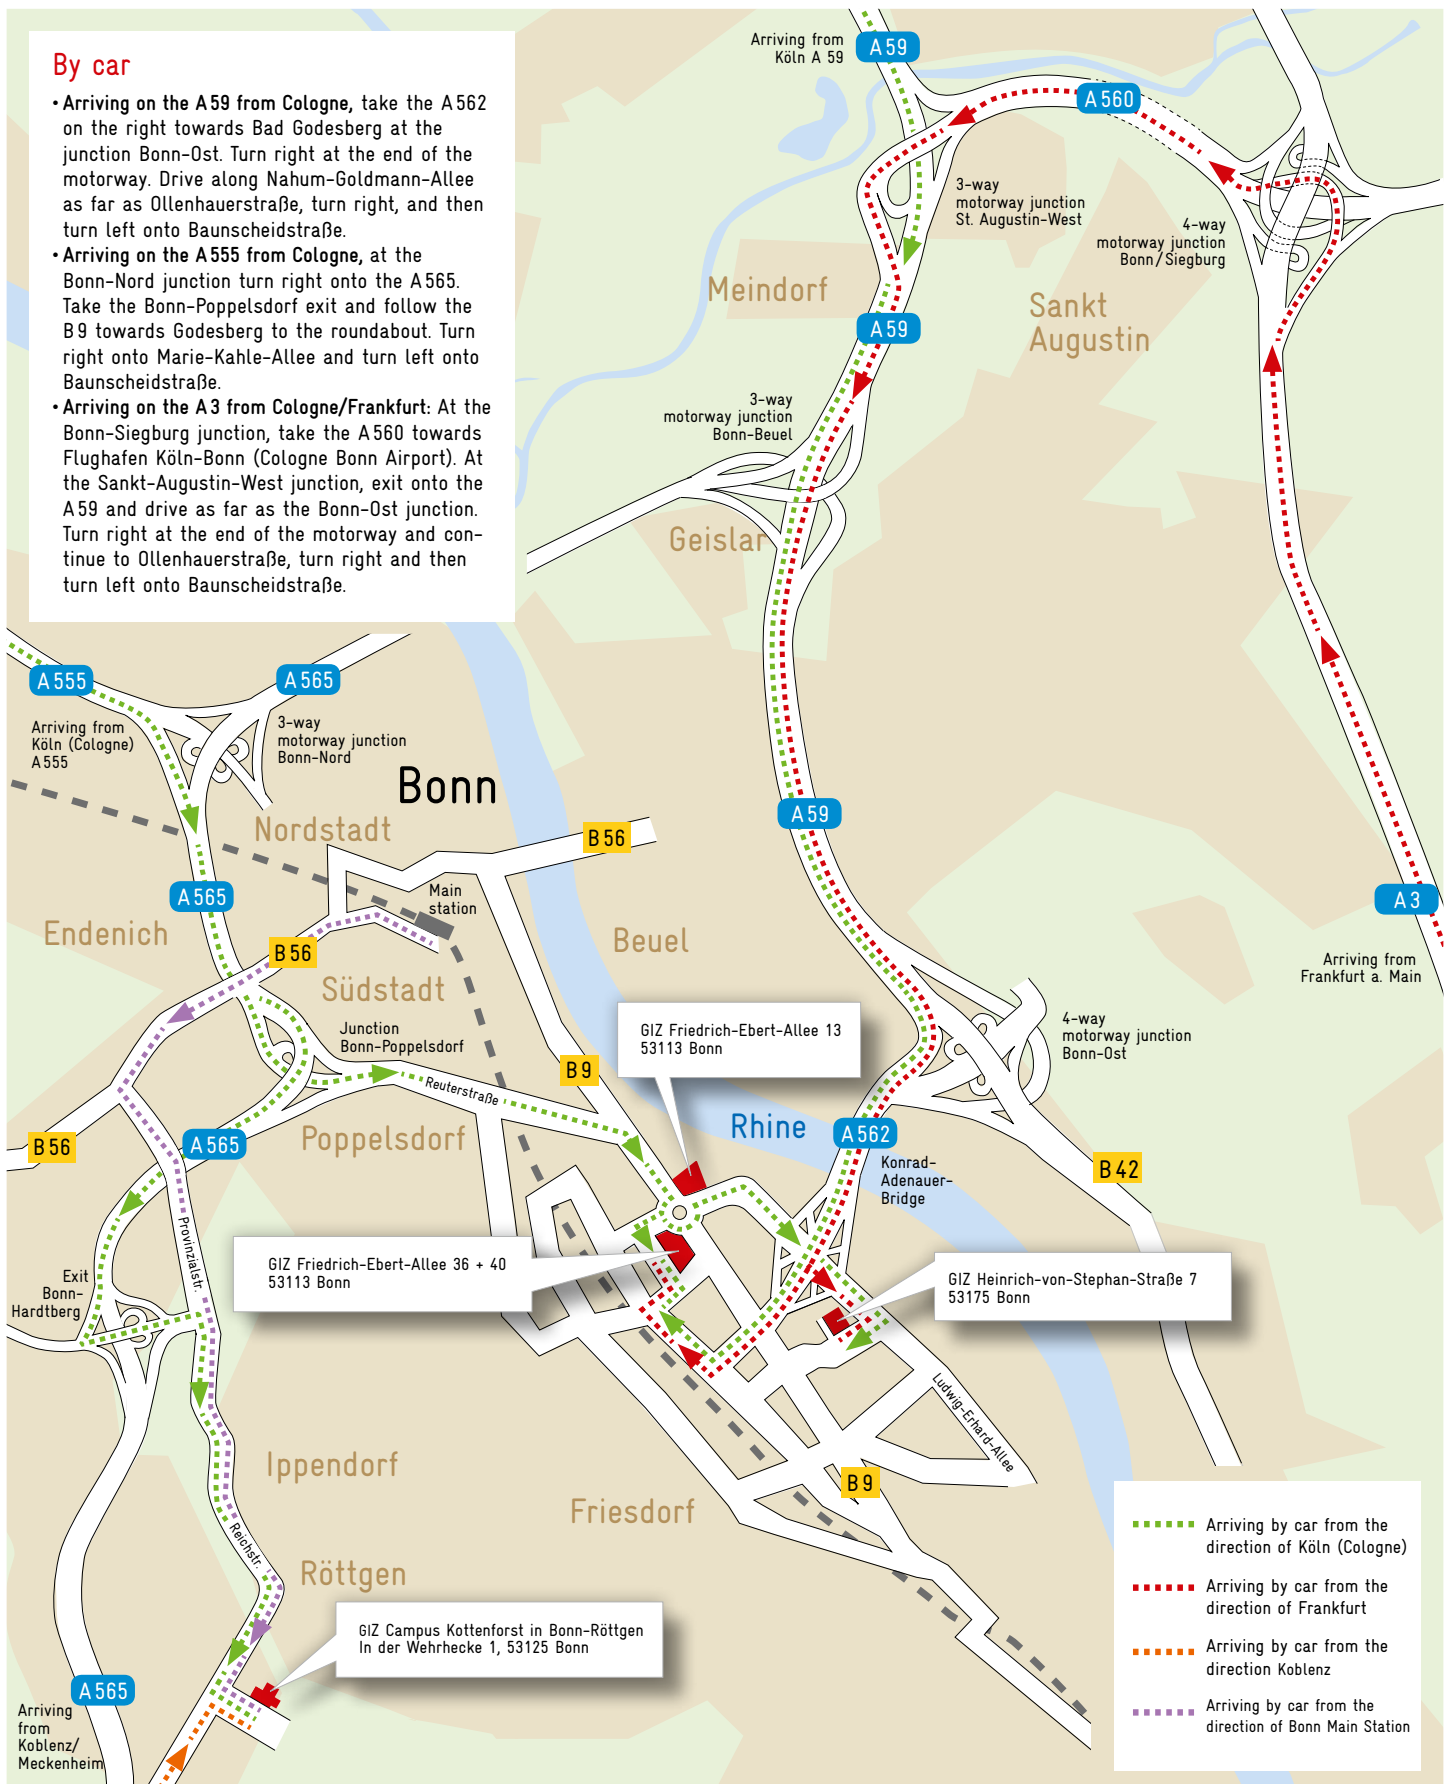 By car
• Arriving on the A 59 from Cologne, take the A 562
on the right towards Bad Godesberg at the
junction Bonn-Ost. Turn right at the end of the
motorway. Drive along Nahum-Goldmann-Allee
as far as Ollenhauerstraße, turn right, and then
turn left onto Baunscheidstraße.
• Arriving on the A 555 from Cologne, at the
Bonn-Nord junction turn right onto the A 565.
Take the Bonn-Poppelsdorf exit and follow the
B 9 towards Godesberg to the roundabout. Turn
right onto Marie-Kahle-Allee and turn left onto
Baunscheidstraße.
• Arriving on the A 3 from Cologne/Frankfurt: At the
Bonn-Siegburg junction, take the A 560 towards
Flughafen Köln-Bonn (Cologne Bonn Airport). At
the Sankt-Augustin-West junction, exit onto the
A 59 and drive as far as the Bonn-Ost junction.
Turn right at the end of the motorway and con-
tinue to Ollenhauerstraße, turn right and then
turn left onto Baunscheidstraße.
Arriving from
Köln A 59
A 59
A 560
3-way
motorway junction
St. Augustin-West
4-way
motorway junction
Bonn/Siegburg
Meindorf
Sankt
Augustin
A 59
3-way
motorway junction
Bonn-Beuel
Geislar
A 555
A 565
Arriving from
Köln (Cologne)
A 555
3-way
motorway junction
Bonn-Nord
Bonn
Nordstadt
B 56
A 59
A 565
Main
station
A 3
Endenich
B 56
Beuel
Arriving from
Frankfurt a. Main
Südstadt
Junction
Bonn-Poppelsdorf
GIZ Friedrich-Ebert-Allee 13
53113 Bonn
4-way
motorway junction
Bonn-Ost
B 9
Reuterstraße
Rhine
A 562
B 56
A 565
Poppelsdorf
Konrad-
Adenauer-
Bridge
B 42
Provinzialstr.
GIZ Friedrich-Ebert-Allee 36 + 40
53113 Bonn
Exit
Bonn-
Hardtberg
GIZ Heinrich-von-Stephan-Straße 7
53175 Bonn
Ludwig-Erhard-Allee
Ippendorf
B 9
Friesdorf
Reichstr.
Röttgen
GIZ Campus Kottenforst in Bonn-Röttgen
In der Wehrhecke 1, 53125 Bonn
A 565
Arriving
from
Koblenz/
Meckenheim
Arriving by car from the
direction of Köln (Cologne)
Arriving by car from the
direction of Frankfurt
Arriving by car from the
direction Koblenz
Arriving by car from the
direction of Bonn Main Station